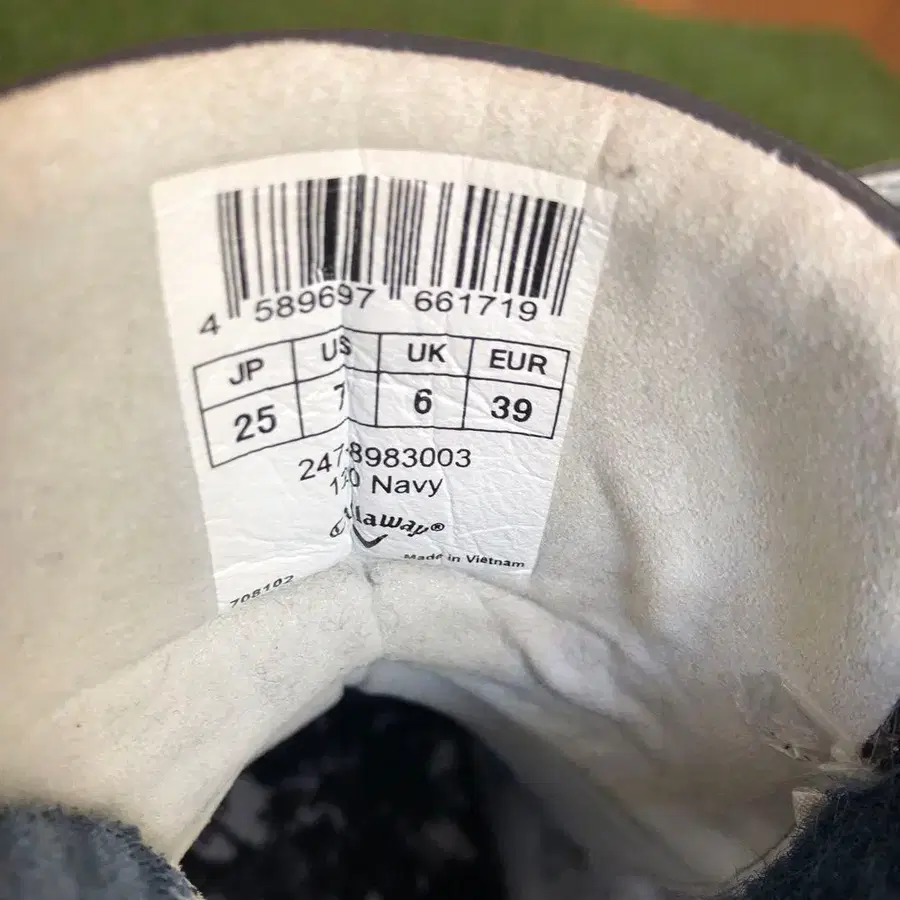 4 589697 661719
JP US UK EUR
25 7 6 39
247-8983003
120 Navy
Callaway®
Made in Vietnam
708102